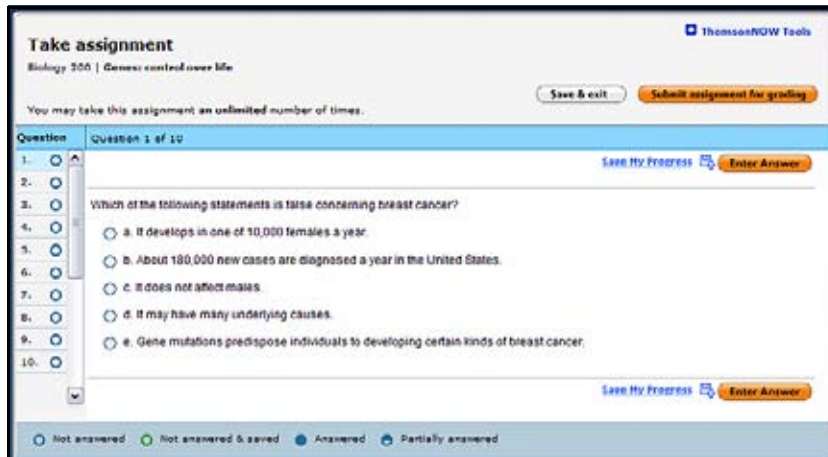 ThomsonNOW Tools
Take assignment
Biology 300 | Genes: control over life
Save & exit
Submit assignment for grading
You may take this assignment an unlimited number of times.
Question
Question 1 of 10
1.
Save My Progress
Enter Answer
2.
3.
Which of the following statements is false concerning breast cancer?
4.
a. It develops in one of 10,000 females a year.
5.
b. About 180,000 new cases are diagnosed a year in the United States.
6.
7.
c. It does not affect males.
8.
d. It may have many underlying causes.
9.
e. Gene mutations predispose individuals to developing certain kinds of breast cancer.
10.
Save My Progress
Enter Answer
Not answered
Not answered & saved
Answered
Partially answered